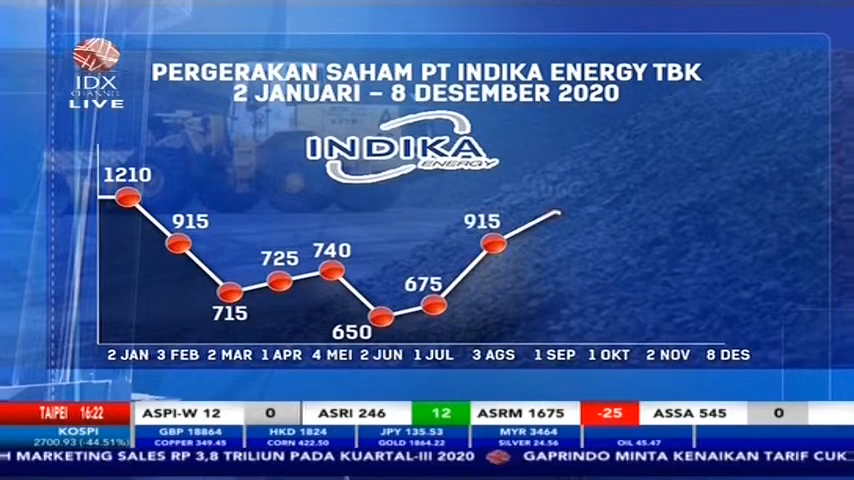 IDX
CHANNEL
LIVE
PERGERAKAN SAHAM PT INDIKA ENERGY TBK
2 JANUARI – 8 DESEMBER 2020
INDIKA
ENERGY
1210
915
715
725
740
650
675
915
2 JAN 3 FEB 2 MAR 1 APR 4 MEI 2 JUN 1 JUL 3 AGS 1 SEP 1 OKT 2 NOV 8 DES
TAIPEI 16:22 ASPI-W 12 0 ASRI 246 12 ASRM 1675 -25 ASSA 545 0
KOSPI GBP 18864 HKD 1824 JPY 135.53 MYR 3464
2700.93 (-44.51%) COPPER 349.45 CORN 422.50 GOLD 1864.22 SILVER 24.56 OIL 45.47
H MARKETING SALES RP 3,8 TRILIUN PADA KUARTAL-III 2020 GAPRINDO MINTA KENAIKAN TARIF CUK